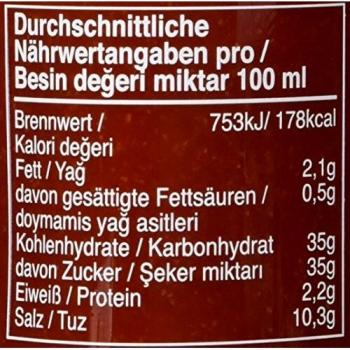 Durchschnittliche
Nährwertangaben pro /
Besin değeri miktar 100 ml
Brennwert / 753kJ/ 178kcal
Kalori değeri
Fett / Yağ 2,1g
davon gesättigte Fettsäuren / 0,5g
doymamis yağ asitleri
Kohlenhydrate / Karbonhydrat 35g
davon Zucker / Şeker miktarı 35g
Eiweiß / Protein 2,2g
Salz / Tuz 10,3g